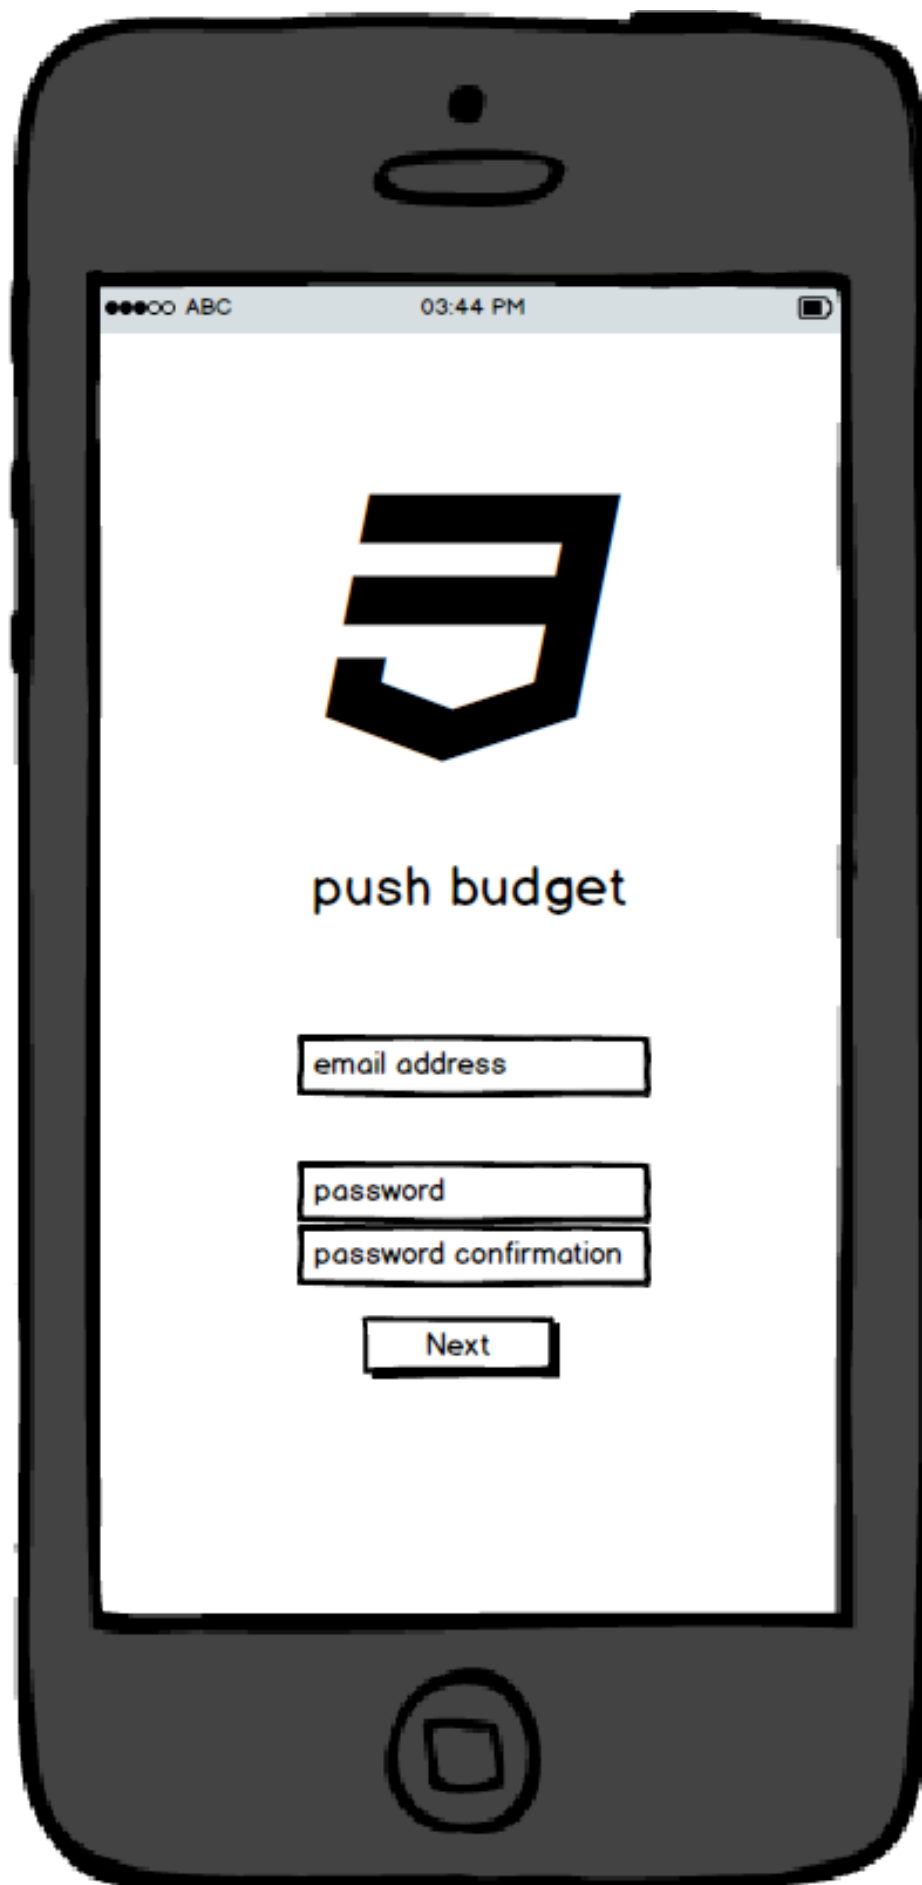 ABC 03:44 PM
push budget
email address
password
password confirmation
Next